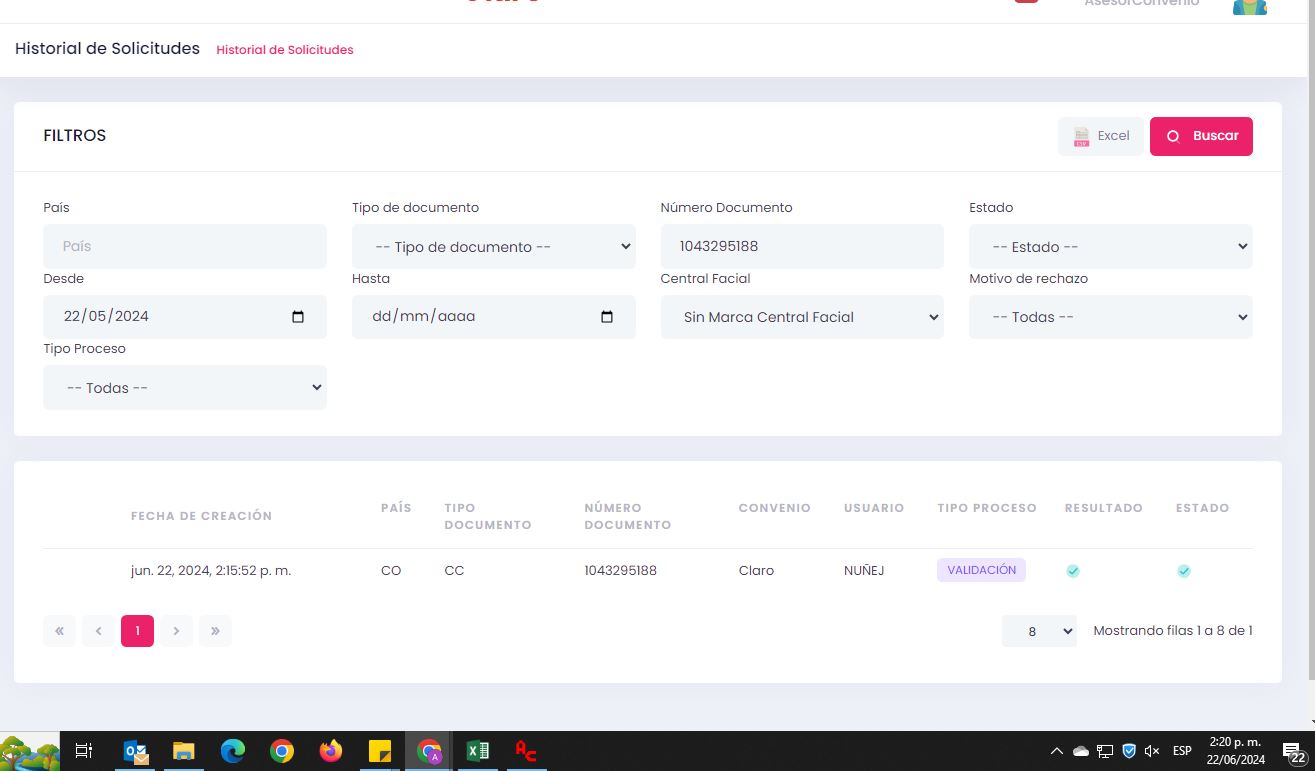 AsesorConvenio
Historial de Solicitudes Historial de Solicitudes
FILTROS
Excel
Buscar
País
Tipo de documento
Número Documento
Estado
País
-- Tipo de documento --
1043295188
-- Estado --
Desde
Hasta
Central Facial
Motivo de rechazo
22/05/2024
dd/mm/aaaa
Sin Marca Central Facial
-- Todas --
Tipo Proceso
-- Todas --
FECHA DE CREACIÓN
PAÍS
TIPO
DOCUMENTO
NÚMERO
DOCUMENTO
CONVENIO
USUARIO
TIPO PROCESO
RESULTADO
ESTADO
jun. 22, 2024, 2:15:52 p. m.
CO
CC
1043295188
Claro
NUÑEJ
VALIDACIÓN
« ‹ 1 › »
8
Mostrando filas 1 a 8 de 1
ESP
2:20 p. m.
22/06/2024
22